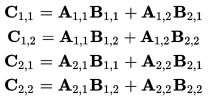 C₁,₁ = A₁,₁B₁,₁ + A₁,₂B₂,₁
C₁,₂ = A₁,₁B₁,₂ + A₁,₂B₂,₂
C₂,₁ = A₂,₁B₁,₁ + A₂,₂B₂,₁
C₂,₂ = A₂,₁B₁,₂ + A₂,₂B₂,₂